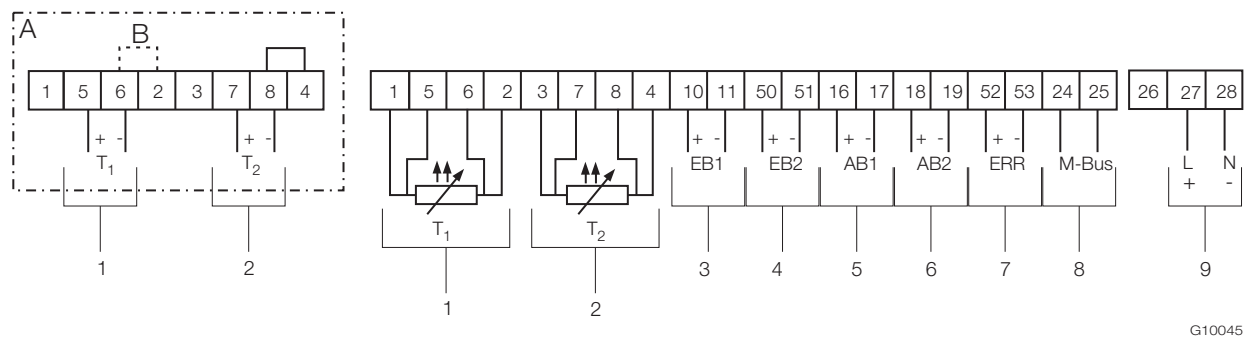 A
B
1 5 6 2 3 7 8 4
1 5 6 2 3 7 8 4 10 11 50 51 16 17 18 19 52 53 24 25
26 27 28
+ - + -
+ - + - + - + - + -
T1 T2
EB1 EB2 AB1 AB2 ERR M-Bus L N
+ -
T1 T2
1 2
3 4 5 6 7 8 9
1 2
G10045